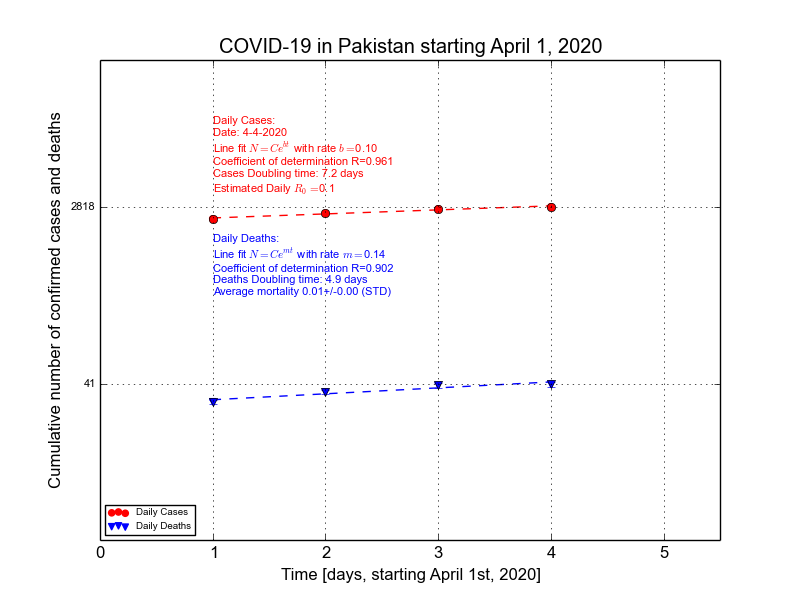 COVID-19 in Pakistan starting April 1, 2020
Cumulative number of confirmed cases and deaths
Daily Cases:
Date: 4-4-2020
Line fit N=Ce^{bt} with rate b=0.10
Coefficient of determination R=0.961
Cases Doubling time: 7.2 days
Estimated Daily R_0=0.1
2818
Daily Deaths:
Line fit N=Ce^{mt} with rate m=0.14
Coefficient of determination R=0.902
Deaths Doubling time: 4.9 days
Average mortality 0.01+/-0.00 (STD)
41
Daily Cases
Daily Deaths
0 1 2 3 4 5
Time [days, starting April 1st, 2020]